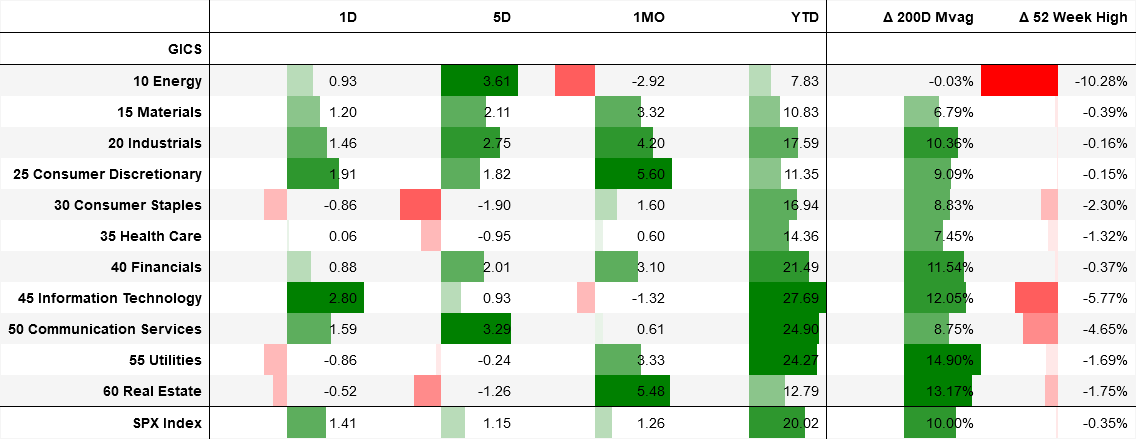 1D 5D 1MO YTD Δ 200D Mvag Δ 52 Week High
GICS
10 Energy 0.93 3.61 -2.92 7.83 -0.03% -10.28%
15 Materials 1.20 2.11 3.32 10.83 6.79% -0.39%
20 Industrials 1.46 2.75 4.20 17.59 10.36% -0.16%
25 Consumer Discretionary 1.91 1.82 5.60 11.35 9.09% -0.15%
30 Consumer Staples -0.86 -1.90 1.60 16.94 8.83% -2.30%
35 Health Care 0.06 -0.95 0.60 14.36 7.45% -1.32%
40 Financials 0.88 2.01 3.10 21.49 11.54% -0.37%
45 Information Technology 2.80 0.93 -1.32 27.69 12.05% -5.77%
50 Communication Services 1.59 3.29 0.61 24.90 8.75% -4.65%
55 Utilities -0.86 -0.24 3.33 24.27 14.90% -1.69%
60 Real Estate -0.52 -1.26 5.48 12.79 13.17% -1.75%
SPX Index 1.41 1.15 1.26 20.02 10.00% -0.35%